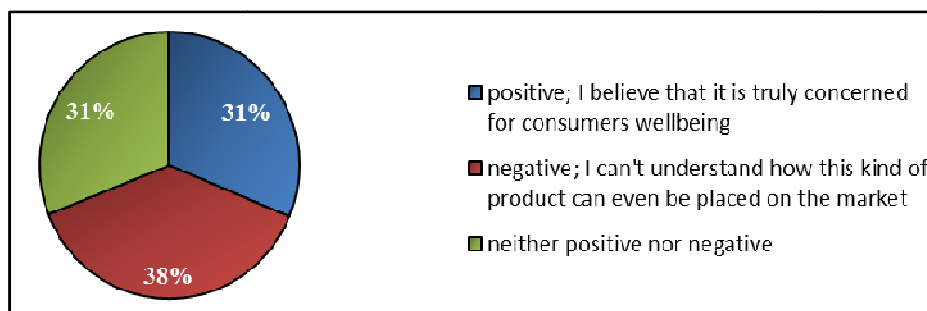 31%
31%
38%
positive; I believe that it is truly concerned
for consumers wellbeing
negative; I can't understand how this kind of
product can even be placed on the market
neither positive nor negative